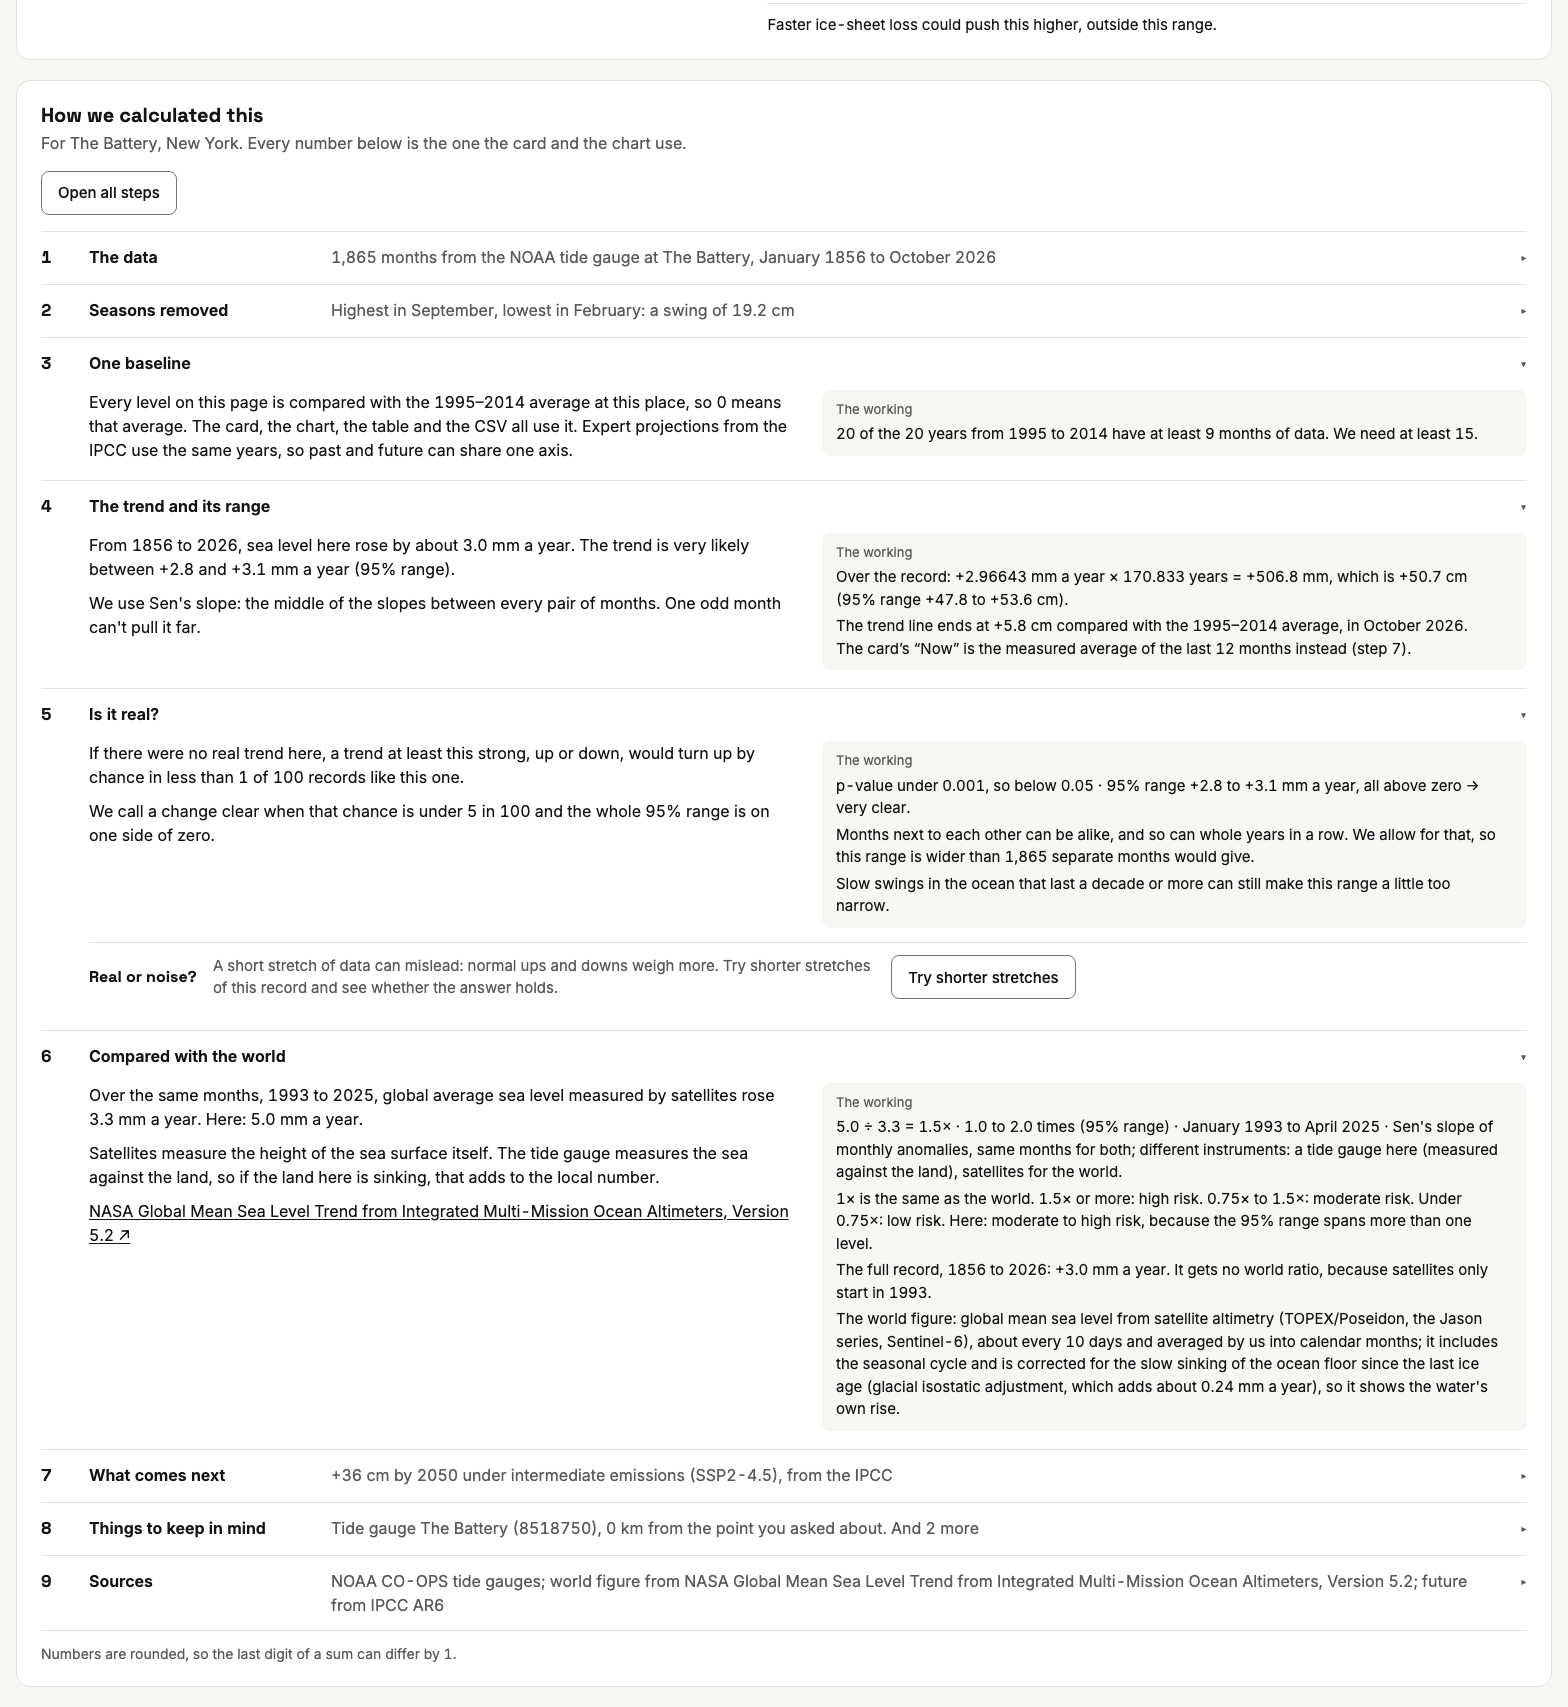 Faster ice-sheet loss could push this higher, outside this range.
How we calculated this
For The Battery, New York. Every number below is the one the card and the chart use.
Open all steps
1 The data 1,865 months from the NOAA tide gauge at The Battery, January 1856 to October 2026 ▸
2 Seasons removed Highest in September, lowest in February: a swing of 19.2 cm ▸
3 One baseline ▾
Every level on this page is compared with the 1995–2014 average at this place, so 0 means
that average. The card, the chart, the table and the CSV all use it. Expert projections from the
IPCC use the same years, so past and future can share one axis.
The working
20 of the 20 years from 1995 to 2014 have at least 9 months of data. We need at least 15.
4 The trend and its range ▾
From 1856 to 2026, sea level here rose by about 3.0 mm a year. The trend is very likely
between +2.8 and +3.1 mm a year (95% range).
We use Sen's slope: the middle of the slopes between every pair of months. One odd month
can't pull it far.
The working
Over the record: +2.96643 mm a year × 170.833 years = +506.8 mm, which is +50.7 cm
(95% range +47.8 to +53.6 cm).
The trend line ends at +5.8 cm compared with the 1995–2014 average, in October 2026.
The card’s “Now” is the measured average of the last 12 months instead (step 7).
5 Is it real? ▾
If there were no real trend here, a trend at least this strong, up or down, would turn up by
chance in less than 1 of 100 records like this one.
We call a change clear when that chance is under 5 in 100 and the whole 95% range is on
one side of zero.
The working
p-value under 0.001, so below 0.05 · 95% range +2.8 to +3.1 mm a year, all above zero →
very clear.
Months next to each other can be alike, and so can whole years in a row. We allow for that, so
this range is wider than 1,865 separate months would give.
Slow swings in the ocean that last a decade or more can still make this range a little too
narrow.
Real or noise?
A short stretch of data can mislead: normal ups and downs weigh more. Try shorter stretches
of this record and see whether the answer holds.
Try shorter stretches
6 Compared with the world ▾
Over the same months, 1993 to 2025, global average sea level measured by satellites rose
3.3 mm a year. Here: 5.0 mm a year.
Satellites measure the height of the sea surface itself. The tide gauge measures the sea
against the land, so if the land here is sinking, that adds to the local number.
NASA Global Mean Sea Level Trend from Integrated Multi-Mission Ocean Altimeters, Version
5.2 ↗
The working
5.0 ÷ 3.3 = 1.5× · 1.0 to 2.0 times (95% range) · January 1993 to April 2025 · Sen's slope of
monthly anomalies, same months for both; different instruments: a tide gauge here (measured
against the land), satellites for the world.
1× is the same as the world. 1.5× or more: high risk. 0.75× to 1.5×: moderate risk. Under
0.75×: low risk. Here: moderate to high risk, because the 95% range spans more than one
level.
The full record, 1856 to 2026: +3.0 mm a year. It gets no world ratio, because satellites only
start in 1993.
The world figure: global mean sea level from satellite altimetry (TOPEX/Poseidon, the Jason
series, Sentinel-6), about every 10 days and averaged by us into calendar months; it includes
the seasonal cycle and is corrected for the slow sinking of the ocean floor since the last ice
age (glacial isostatic adjustment, which adds about 0.24 mm a year), so it shows the water's
own rise.
7 What comes next +36 cm by 2050 under intermediate emissions (SSP2-4.5), from the IPCC ▸
8 Things to keep in mind Tide gauge The Battery (8518750), 0 km from the point you asked about. And 2 more ▸
9 Sources NOAA CO-OPS tide gauges; world figure from NASA Global Mean Sea Level Trend from Integrated Multi-Mission Ocean Altimeters, Version 5.2; future ▸
from IPCC AR6
Numbers are rounded, so the last digit of a sum can differ by 1.